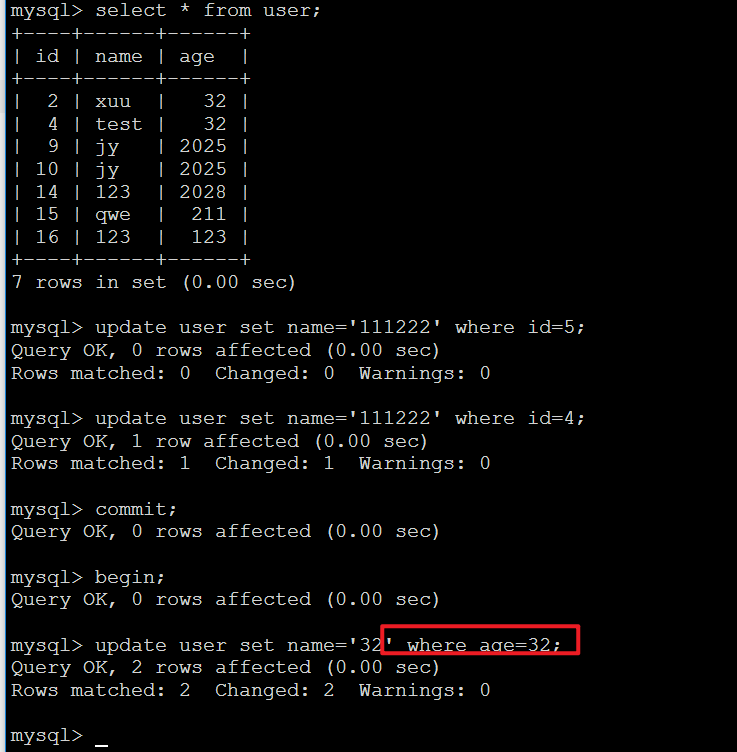 mysql> select * from user;
+----+------+------+
| id | name | age  |
+----+------+------+
|  2 | xuu  |   32 |
|  4 | test |   32 |
|  9 | jy   | 2025 |
| 10 | jy   | 2025 |
| 14 | 123  | 2028 |
| 15 | qwe  |  211 |
| 16 | 123  |  123 |
+----+------+------+
7 rows in set (0.00 sec)
mysql> update user set name='111222' where id=5;
Query OK, 0 rows affected (0.00 sec)
Rows matched: 0  Changed: 0  Warnings: 0
mysql> update user set name='111222' where id=4;
Query OK, 1 row affected (0.00 sec)
Rows matched: 1  Changed: 1  Warnings: 0
mysql> commit;
Query OK, 0 rows affected (0.00 sec)
mysql> begin;
Query OK, 0 rows affected (0.00 sec)
mysql> update user set name='32' where age=32;
Query OK, 2 rows affected (0.00 sec)
Rows matched: 2  Changed: 2  Warnings: 0
mysql> _